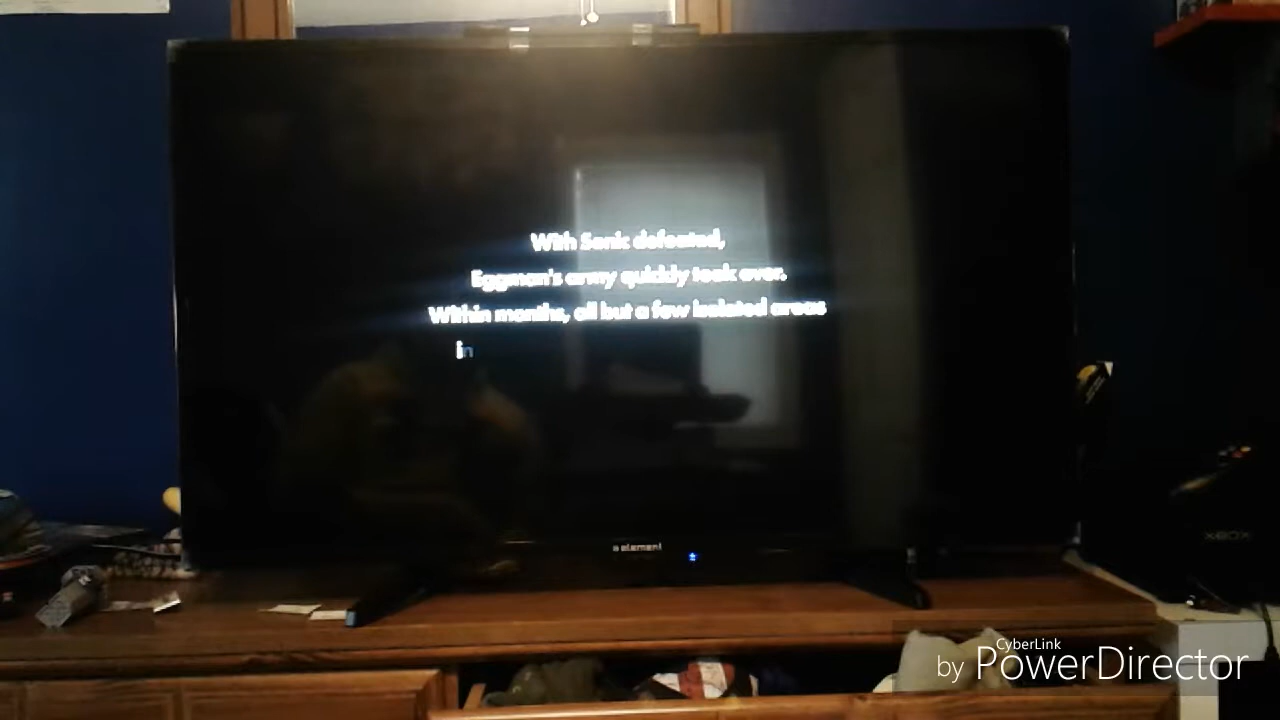 With Sonic defeated,
Eggman's army quickly took over.
Within months, all but a few isolated areas
in
element
XBOX
CyberLink
by PowerDirector